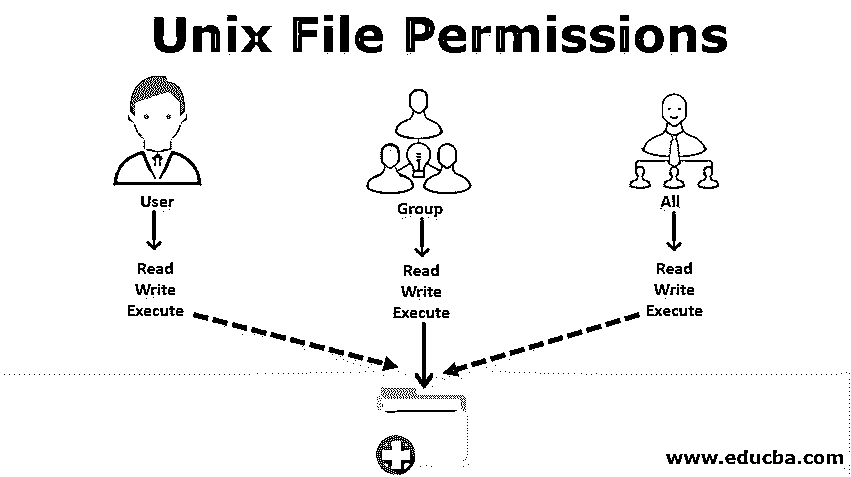 Unix File Permissions
User
Group
All
Read
Write
Execute
Read
Write
Execute
Read
Write
Execute
www.educba.com